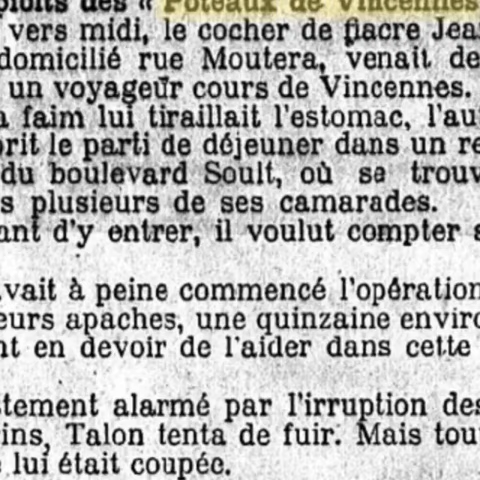 ploits des « Poteaux de Vincennes
vers midi, le cocher de fiacre Jea
domicilié rue Moutera, venait de
un voyageur cours de Vincennes.
a faim lui tiraillait l'estomac, l'au
prit le parti de déjeuner dans un re
du boulevard Soult, où se trouv
s plusieurs de ses camarades.
ant d'y entrer, il voulut compter s
avait à peine commencé l'opération
eurs apaches, une quinzaine enviro
nt en devoir de l'aider dans cette
stement alarmé par l'irruption des
ins, Talon tenta de fuir. Mais tou
e lui était coupée.